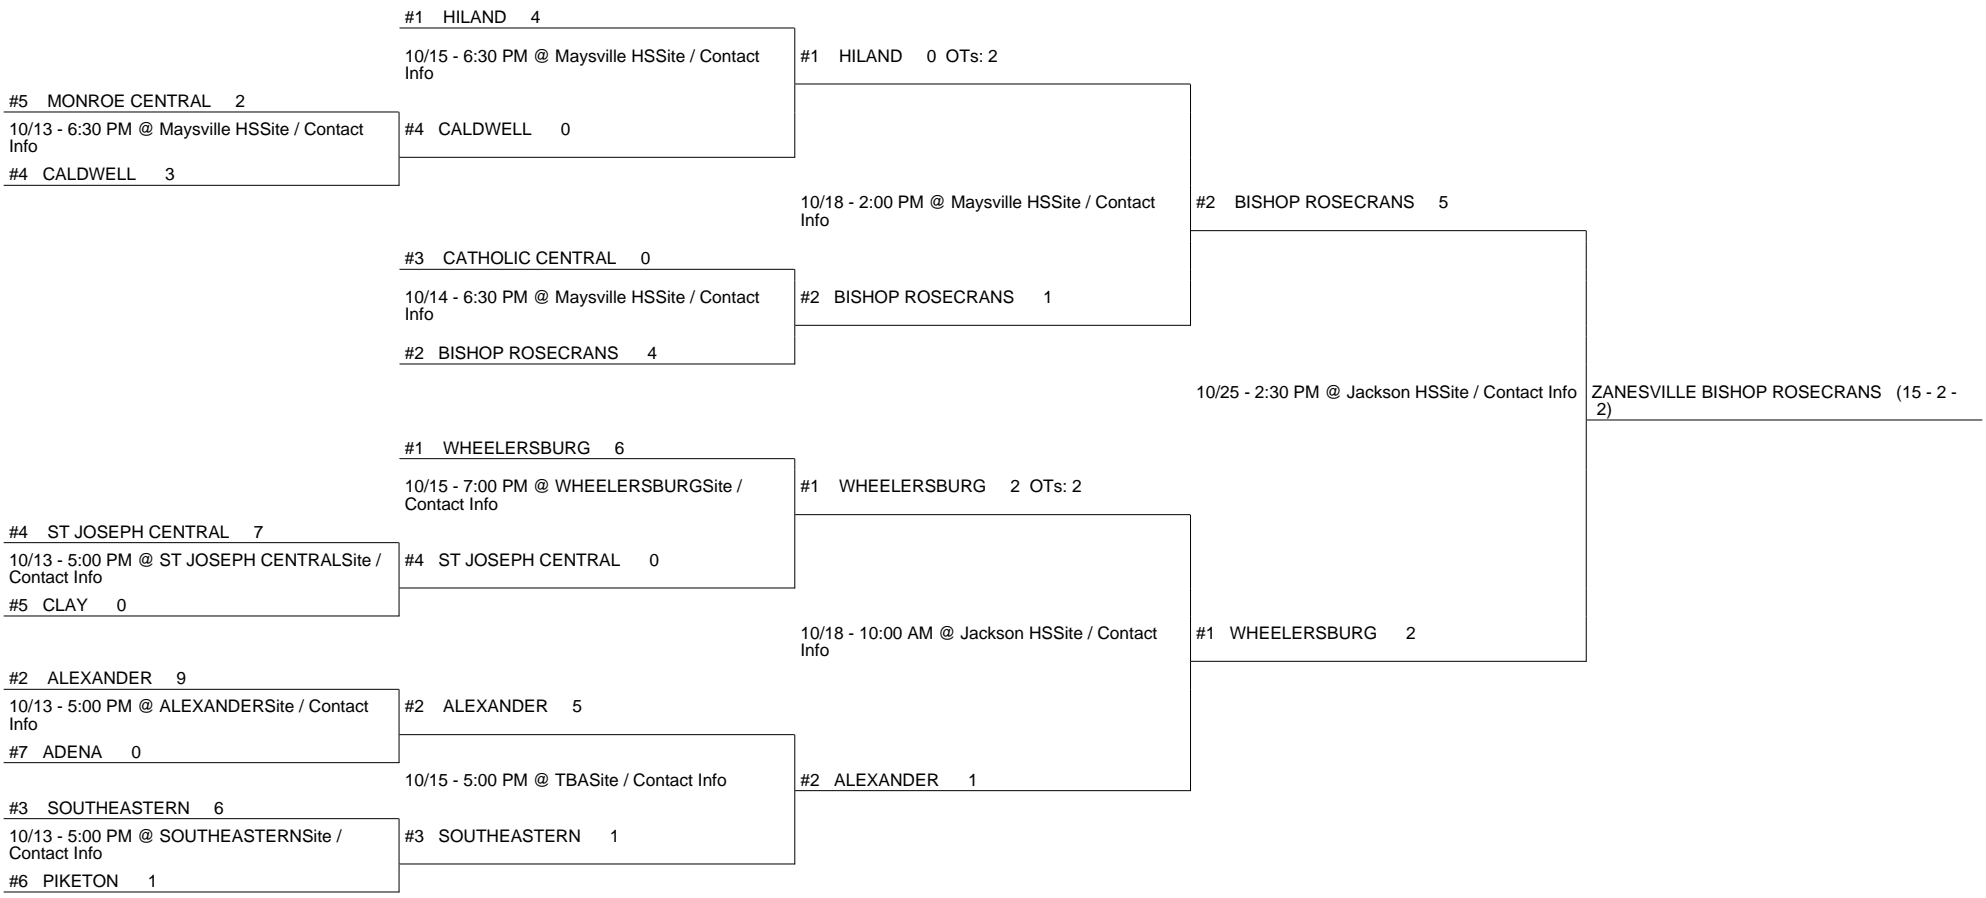 #1 HILAND 4
10/15 - 6:30 PM @ Maysville HSSite / Contact
Info
#1 HILAND 0 OTs: 2
#5 MONROE CENTRAL 2
10/13 - 6:30 PM @ Maysville HSSite / Contact
Info
#4 CALDWELL 0
#4 CALDWELL 3
10/18 - 2:00 PM @ Maysville HSSite / Contact
Info
#2 BISHOP ROSECRANS 5
#3 CATHOLIC CENTRAL 0
10/14 - 6:30 PM @ Maysville HSSite / Contact
Info
#2 BISHOP ROSECRANS 1
#2 BISHOP ROSECRANS 4
10/25 - 2:30 PM @ Jackson HSSite / Contact Info
ZANESVILLE BISHOP ROSECRANS (15 - 2 -
2)
#1 WHEELERSBURG 6
10/15 - 7:00 PM @ WHEELERSBURGSite /
Contact Info
#1 WHEELERSBURG 2 OTs: 2
#4 ST JOSEPH CENTRAL 7
10/13 - 5:00 PM @ ST JOSEPH CENTRALSite /
Contact Info
#4 ST JOSEPH CENTRAL 0
#5 CLAY 0
10/18 - 10:00 AM @ Jackson HSSite / Contact
Info
#1 WHEELERSBURG 2
#2 ALEXANDER 9
10/13 - 5:00 PM @ ALEXANDERSite / Contact
Info
#2 ALEXANDER 5
#7 ADENA 0
10/15 - 5:00 PM @ TBASite / Contact Info
#2 ALEXANDER 1
#3 SOUTHEASTERN 6
10/13 - 5:00 PM @ SOUTHEASTERNSite /
Contact Info
#3 SOUTHEASTERN 1
#6 PIKETON 1